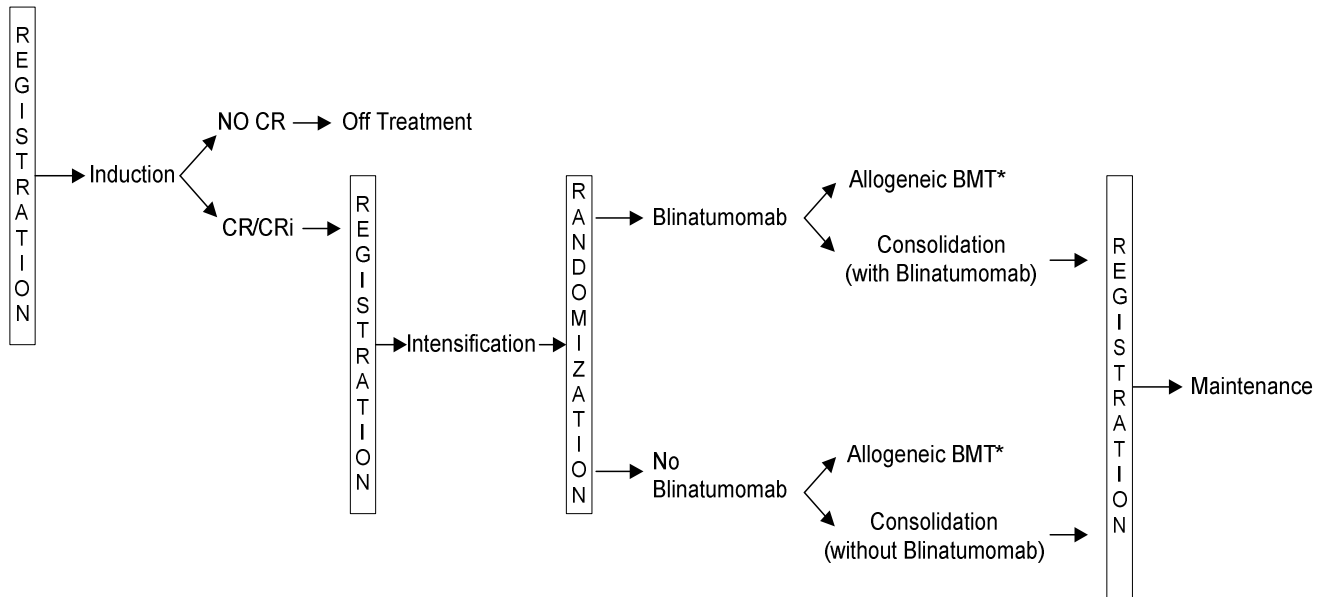 REGISTRATION
Induction
NO CR
Off Treatment
CR/CRi
REGISTRATION
Intensification
RANDOMIZATION
Blinatumomab
Allogeneic BMT*
Consolidation
(with Blinatumomab)
No
Blinatumomab
Allogeneic BMT*
Consolidation
(without Blinatumomab)
REGISTRATION
Maintenance